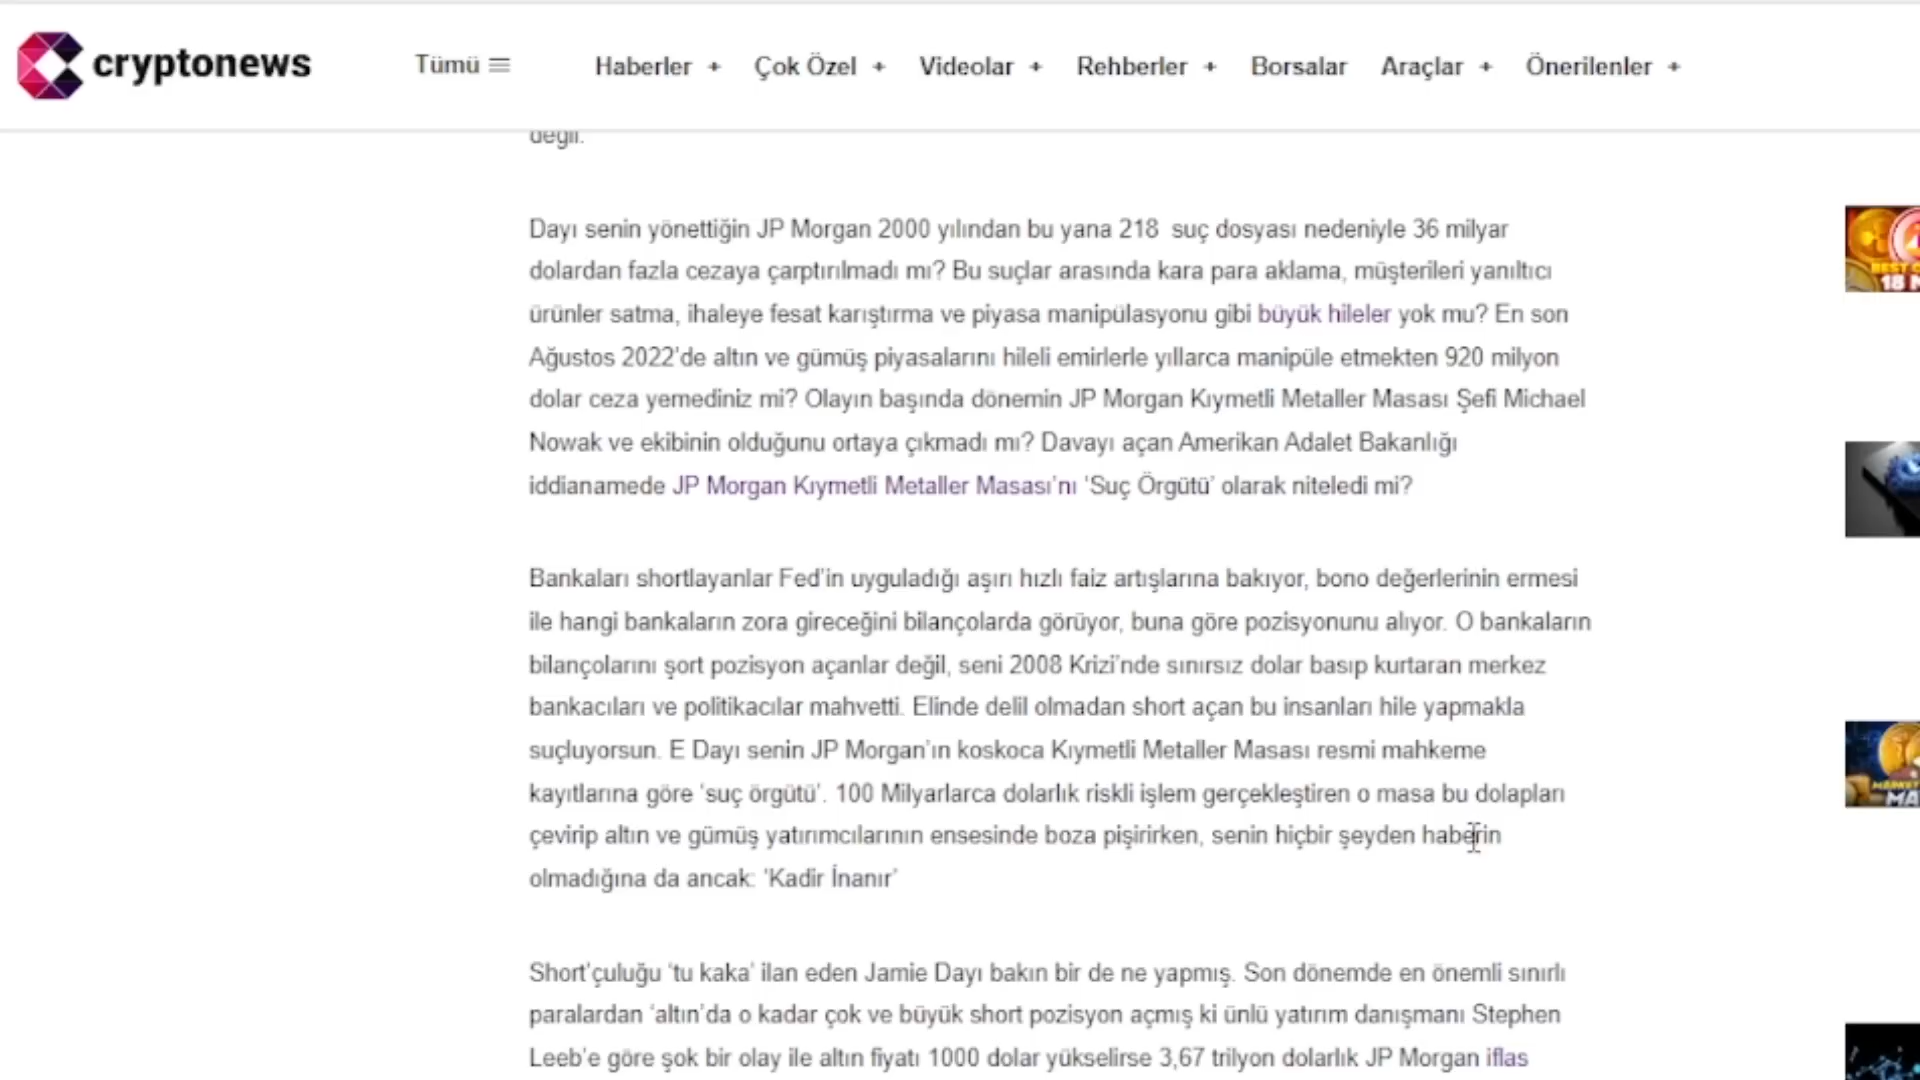 cryptonews
Tümü
Haberler +
Çok Özel +
Videolar +
Rehberler +
Borsalar
Araçlar +
Önerilenler +
değil.
Dayı senin yönettiğin JP Morgan 2000 yılından bu yana 218 suç dosyası nedeniyle 36 milyar
dolardan fazla cezaya çarptırılmadı mı? Bu suçlar arasında kara para aklama, müşterileri yanıltıcı
ürünler satma, ihaleye fesat karıştırma ve piyasa manipülasyonu gibi büyük hileler yok mu? En son
Ağustos 2022’de altın ve gümüş piyasalarını hileli emirlerle yıllarca manipüle etmekten 920 milyon
dolar ceza yemediniz mi? Olayın başında dönemin JP Morgan Kıymetli Metaller Masası Şefi Michael
Nowak ve ekibinin olduğunu ortaya çıkmadı mı? Davayı açan Amerikan Adalet Bakanlığı
iddianamede JP Morgan Kıymetli Metaller Masası’nı ‘Suç Örgütü’ olarak niteledi mi?
Bankaları shortlayanlar Fed’in uyguladığı aşırı hızlı faiz artışlarına bakıyor, bono değerlerinin ermesi
ile hangi bankaların zora gireceğini bilançolarda görüyor, buna göre pozisyonunu alıyor. O bankaların
bilançolarını şort pozisyon açanlar değil, seni 2008 Krizi’nde sınırsız dolar basıp kurtaran merkez
bankacıları ve politikacılar mahvetti. Elinde delil olmadan short açan bu insanları hile yapmakla
suçluyorsun. E Dayı senin JP Morgan’ın koskoca Kıymetli Metaller Masası resmi mahkeme
kayıtlarına göre ‘suç örgütü’. 100 Milyarlarca dolarlık riskli işlem gerçekleştiren o masa bu dolapları
çevirip altın ve gümüş yatırımcılarının ensesinde boza pişirirken, senin hiçbir şeyden haberin
olmadığına da ancak: ‘Kadir İnanır’
Short’çuluğu ‘tu kaka’ ilan eden Jamie Dayı bakın bir de ne yapmış. Son dönemde en önemli sınırlı
paralardan ‘altın’da o kadar çok ve büyük short pozisyon açmış ki ünlü yatırım danışmanı Stephen
Leeb’e göre şok bir olay ile altın fiyatı 1000 dolar yükselirse 3,67 trilyon dolarlık JP Morgan iflas
BEST
18 M
MA